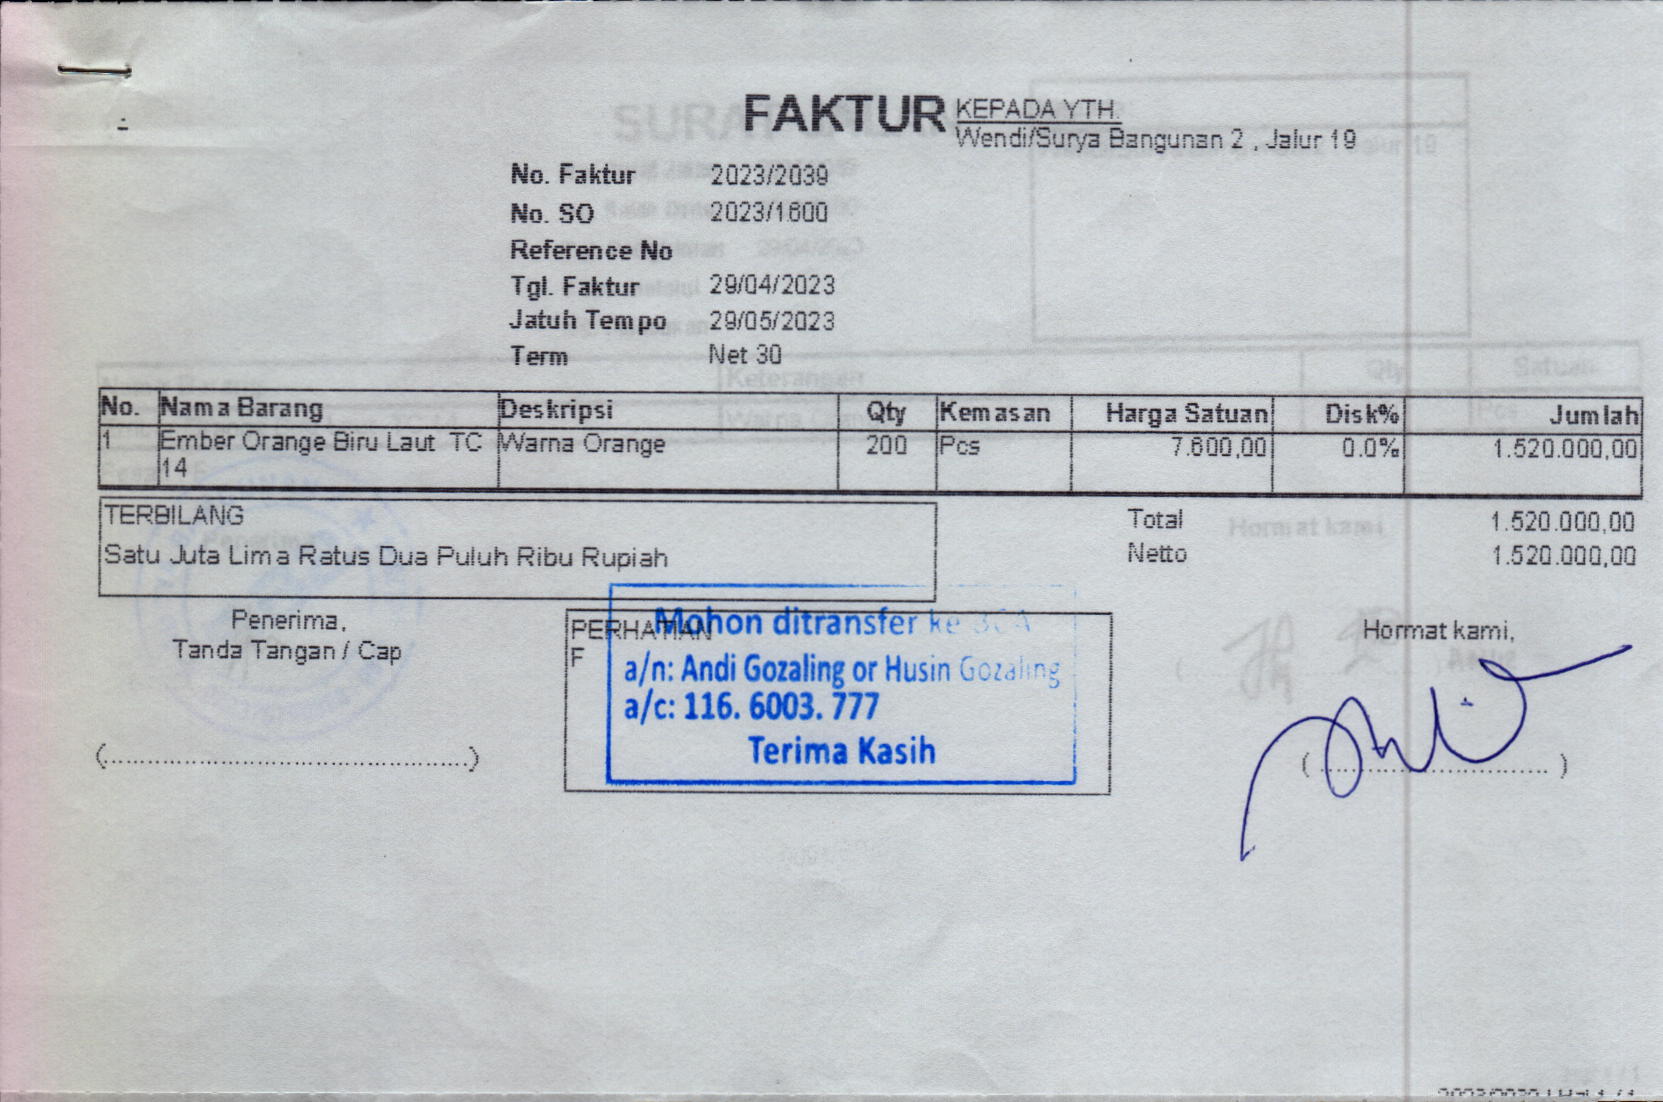 FAKTUR
KEPADA YTH.
Wendi/Surya Bangunan 2 , Jalur 19
No. Faktur 2023/2039
No. SO 2023/1600
Reference No
Tgl. Faktur 29/04/2023
Jatuh Tempo 29/05/2023
Term Net 30
No. Nama Barang Deskripsi Qty Kemasan Harga Satuan Disk% Jumlah
1 Ember Orange Biru Laut TC Warna Orange 200 Pcs 7.600,00 0.0% 1.520.000,00
14
TERBILANG
Satu Juta Lima Ratus Dua Puluh Ribu Rupiah
Total 1.520.000,00
Netto 1.520.000,00
Penerima,
Tanda Tangan / Cap
PERHATIAN
F
Mohon ditransfer ke BCA
a/n: Andi Gozaling or Husin Gozaling
a/c: 116. 6003. 777
Terima Kasih
Hormat kami,